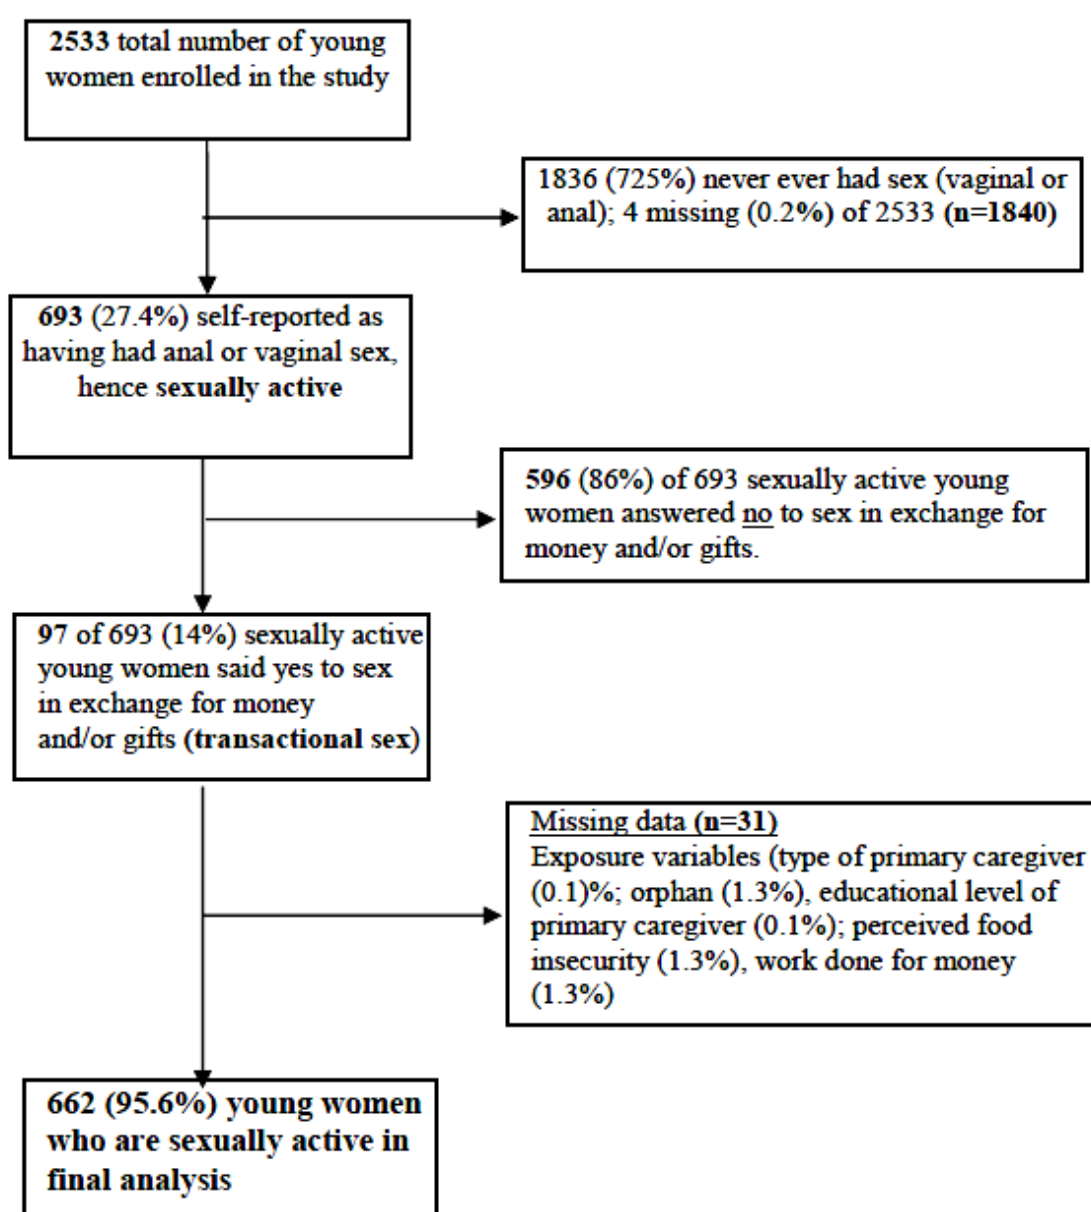 2533 total number of young
women enrolled in the study
1836 (725%) never ever had sex (vaginal or
anal); 4 missing (0.2%) of 2533 (n=1840)
693 (27.4%) self-reported as
having had anal or vaginal sex,
hence sexually active
596 (86%) of 693 sexually active young
women answered no to sex in exchange for
money and/or gifts.
97 of 693 (14%) sexually active
young women said yes to sex
in exchange for money
and/or gifts (transactional sex)
Missing data (n=31)
Exposure variables (type of primary caregiver
(0.1)%; orphan (1.3%), educational level of
primary caregiver (0.1%); perceived food
insecurity (1.3%), work done for money
(1.3%)
662 (95.6%) young women
who are sexually active in
final analysis